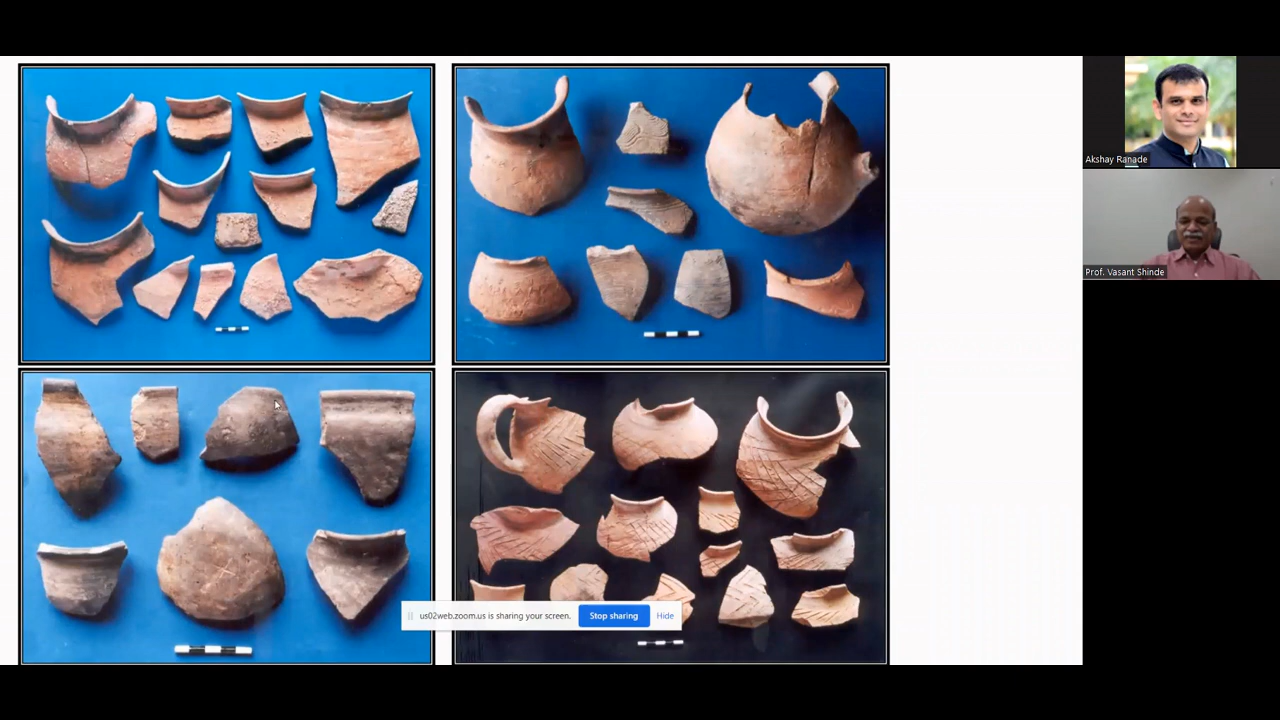 Akshay Ranade
Prof. Vasant Shinde
us02web.zoom.us is sharing your screen.
Stop sharing
Hide